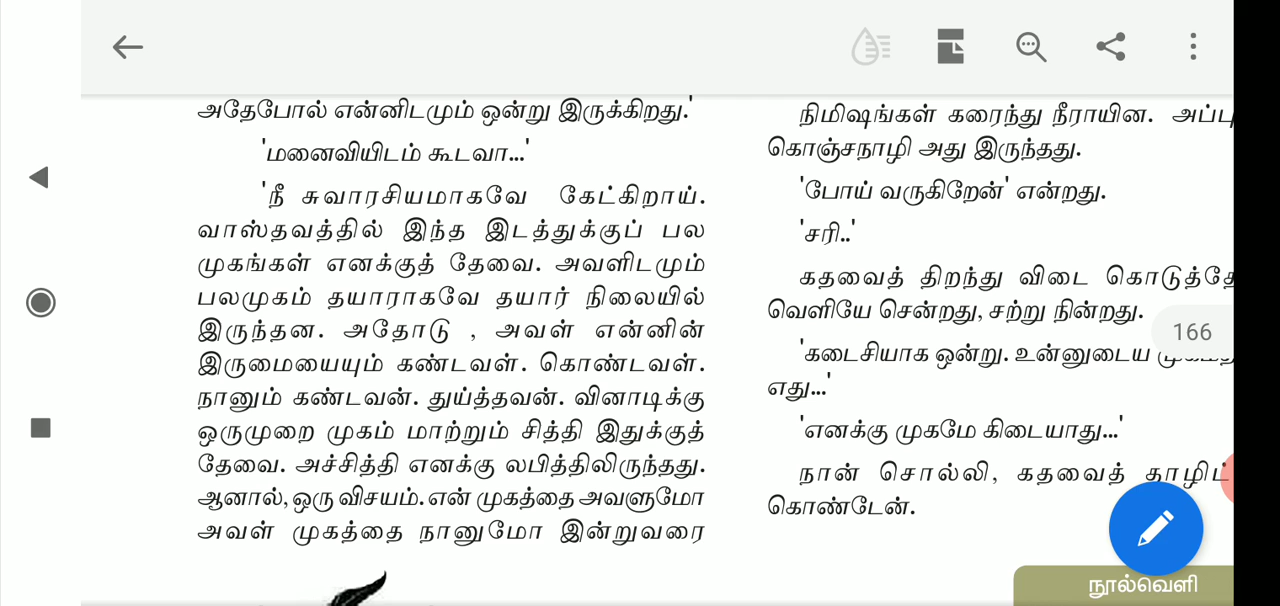 அதேபோல் என்னிடமும் ஒன்று இருக்கிறது.'
'மனைவியிடம் கூடவா...'
'நீ சுவாரசியமாகவே கேட்கிறாய்.
வாஸ்தவத்தில் இந்த இடத்துக்குப் பல
முகங்கள் எனக்குத் தேவை. அவளிடமும்
பலமுகம் தயாராகவே தயார் நிலையில்
இருந்தன. அதோடு , அவள் என்னின்
இருமையையும் கண்டவள். கொண்டவள்.
நானும் கண்டவன். துய்த்தவன். வினாடிக்கு
ஒருமுறை முகம் மாற்றும் சித்தி இதுக்குத்
தேவை. அச்சித்தி எனக்கு லபித்திலிருந்தது.
ஆனால், ஒரு விசயம். என் முகத்தை அவளுமோ
அவள் முகத்தை நானுமோ இன்றுவரை
நிமிஷங்கள் கரைந்து நீராயின.
கொஞ்சநாழி அது இருந்தது.
'போய் வருகிறேன்' என்றது.
'சரி..'
கதவைத் திறந்து விடை
வெளியே சென்றது, சற்று நின்றது.
166
'கடைசியாக ஒன்று. உன்னுடைய
எது...'
'எனக்கு முகமே கிடையாது...'
நான் சொல்லி, கதவைத்
கொண்டேன்.
நூல்வெளி